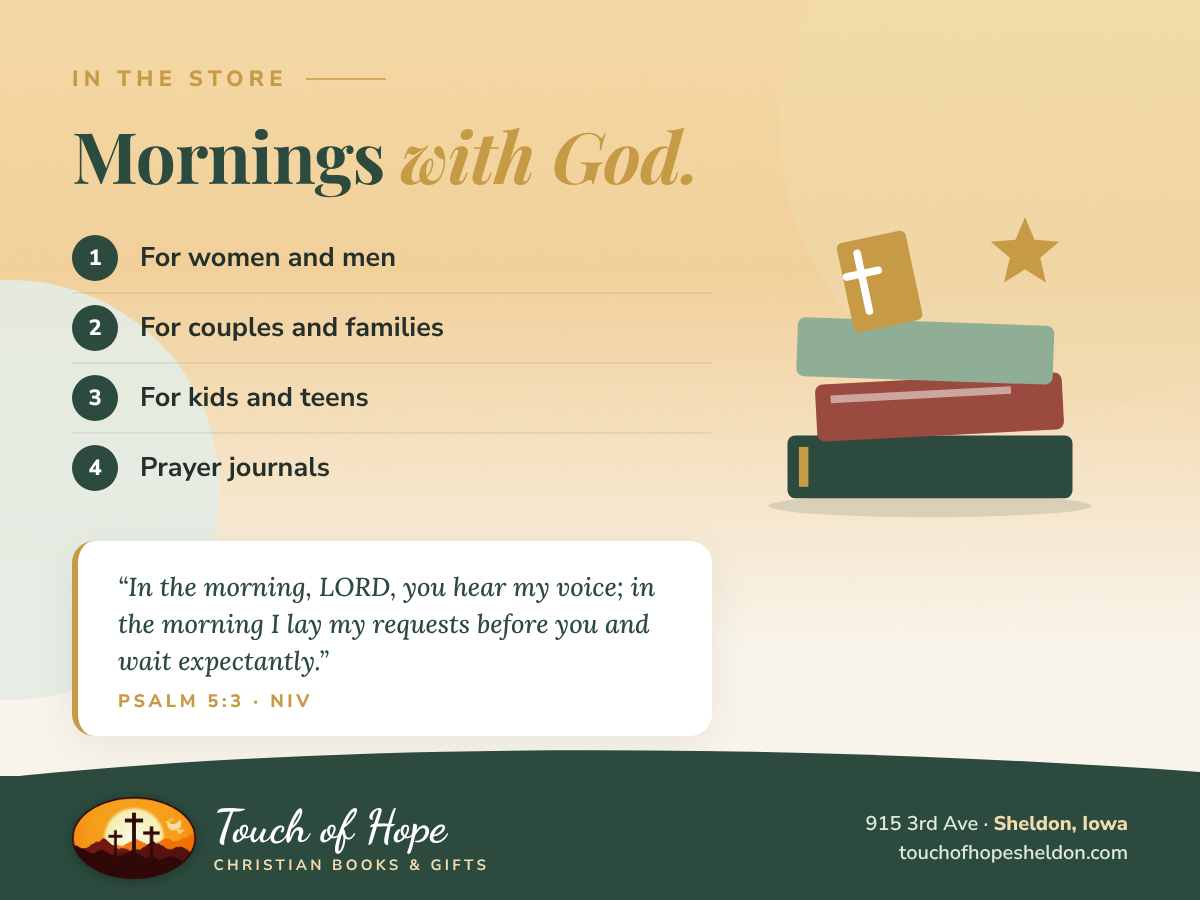 IN THE STORE
Mornings with God.
1 For women and men
2 For couples and families
3 For kids and teens
4 Prayer journals
“In the morning, LORD, you hear my voice; in
the morning I lay my requests before you and
wait expectantly.”
PSALM 5:3 · NIV
Touch of Hope
CHRISTIAN BOOKS & GIFTS
915 3rd Ave · Sheldon, Iowa
touchofhopesheldon.com